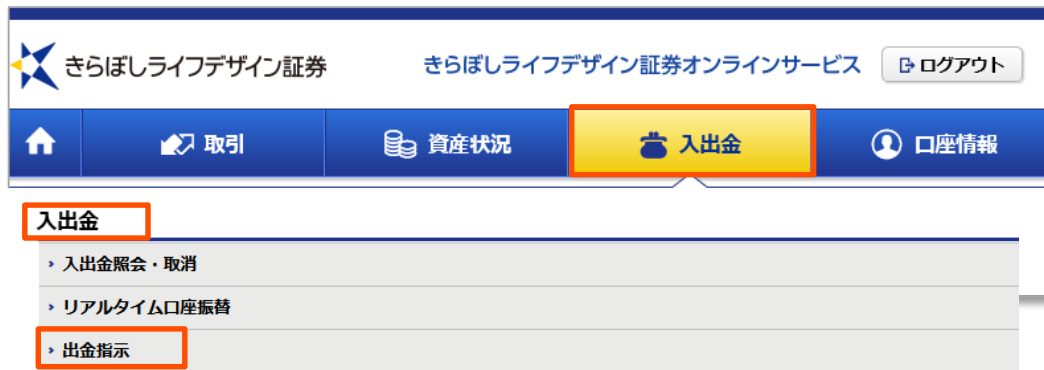 きらぼしライフデザイン証券
きらぼしライフデザイン証券オンラインサービス
ログアウト
取引
資産状況
入出金
口座情報
入出金
入出金照会・取消
リアルタイム口座振替
出金指示